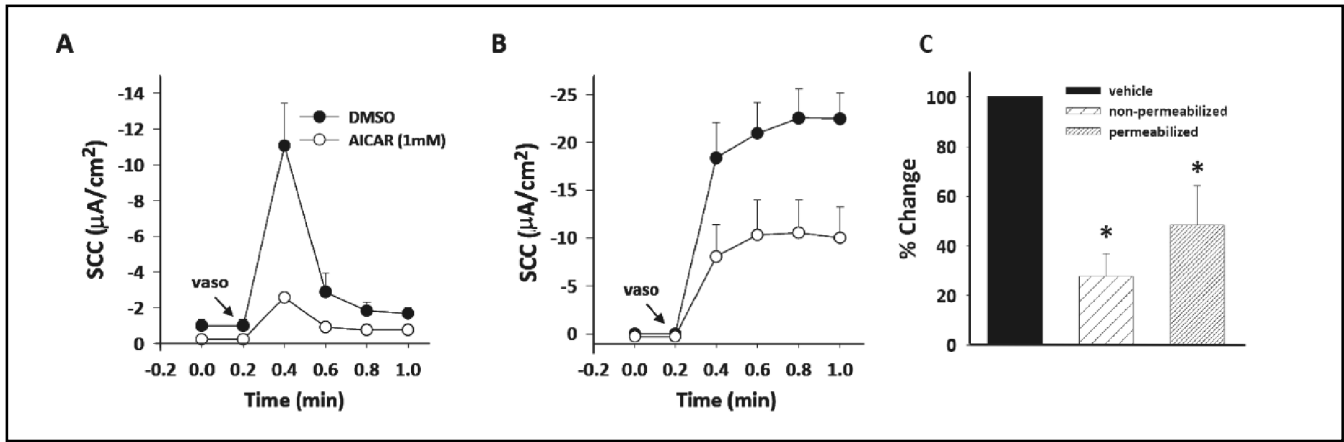 A
SCC (μA/cm²)
-14
-12
-10
-8
-6
-4
-2
0
DMSO
AICAR (1mM)
vaso
-0.2 0.0 0.2 0.4 0.6 0.8 1.0
Time (min)
B
SCC (μA/cm²)
-25
-20
-15
-10
-5
0
vaso
-0.2 0.0 0.2 0.4 0.6 0.8 1.0
Time (min)
C
% Change
100
80
60
40
20
0
vehicle
non-permeabilized
permeabilized
*
*